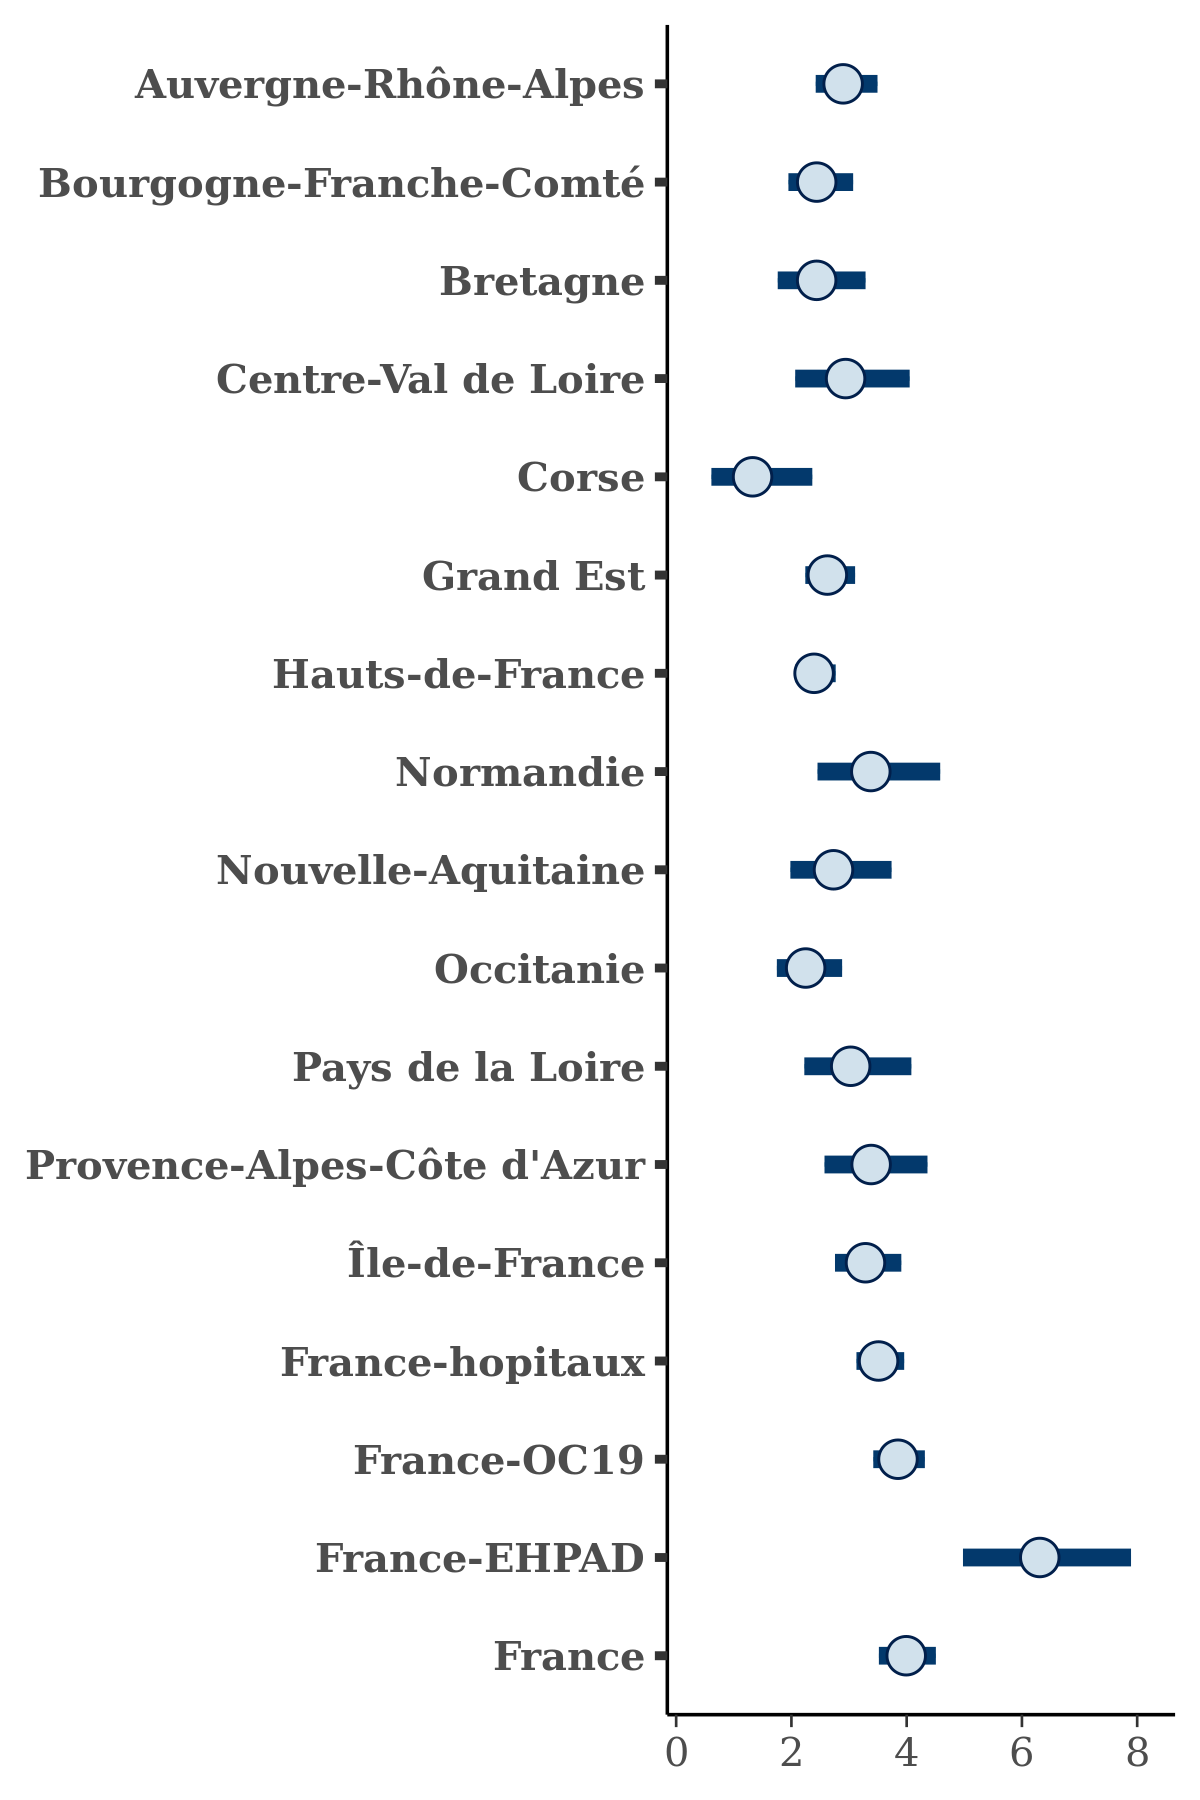 Auvergne-Rhône-Alpes
Bourgogne-Franche-Comté
Bretagne
Centre-Val de Loire
Corse
Grand Est
Hauts-de-France
Normandie
Nouvelle-Aquitaine
Occitanie
Pays de la Loire
Provence-Alpes-Côte d'Azur
Île-de-France
France-hopitaux
France-OC19
France-EHPAD
France
0 2 4 6 8